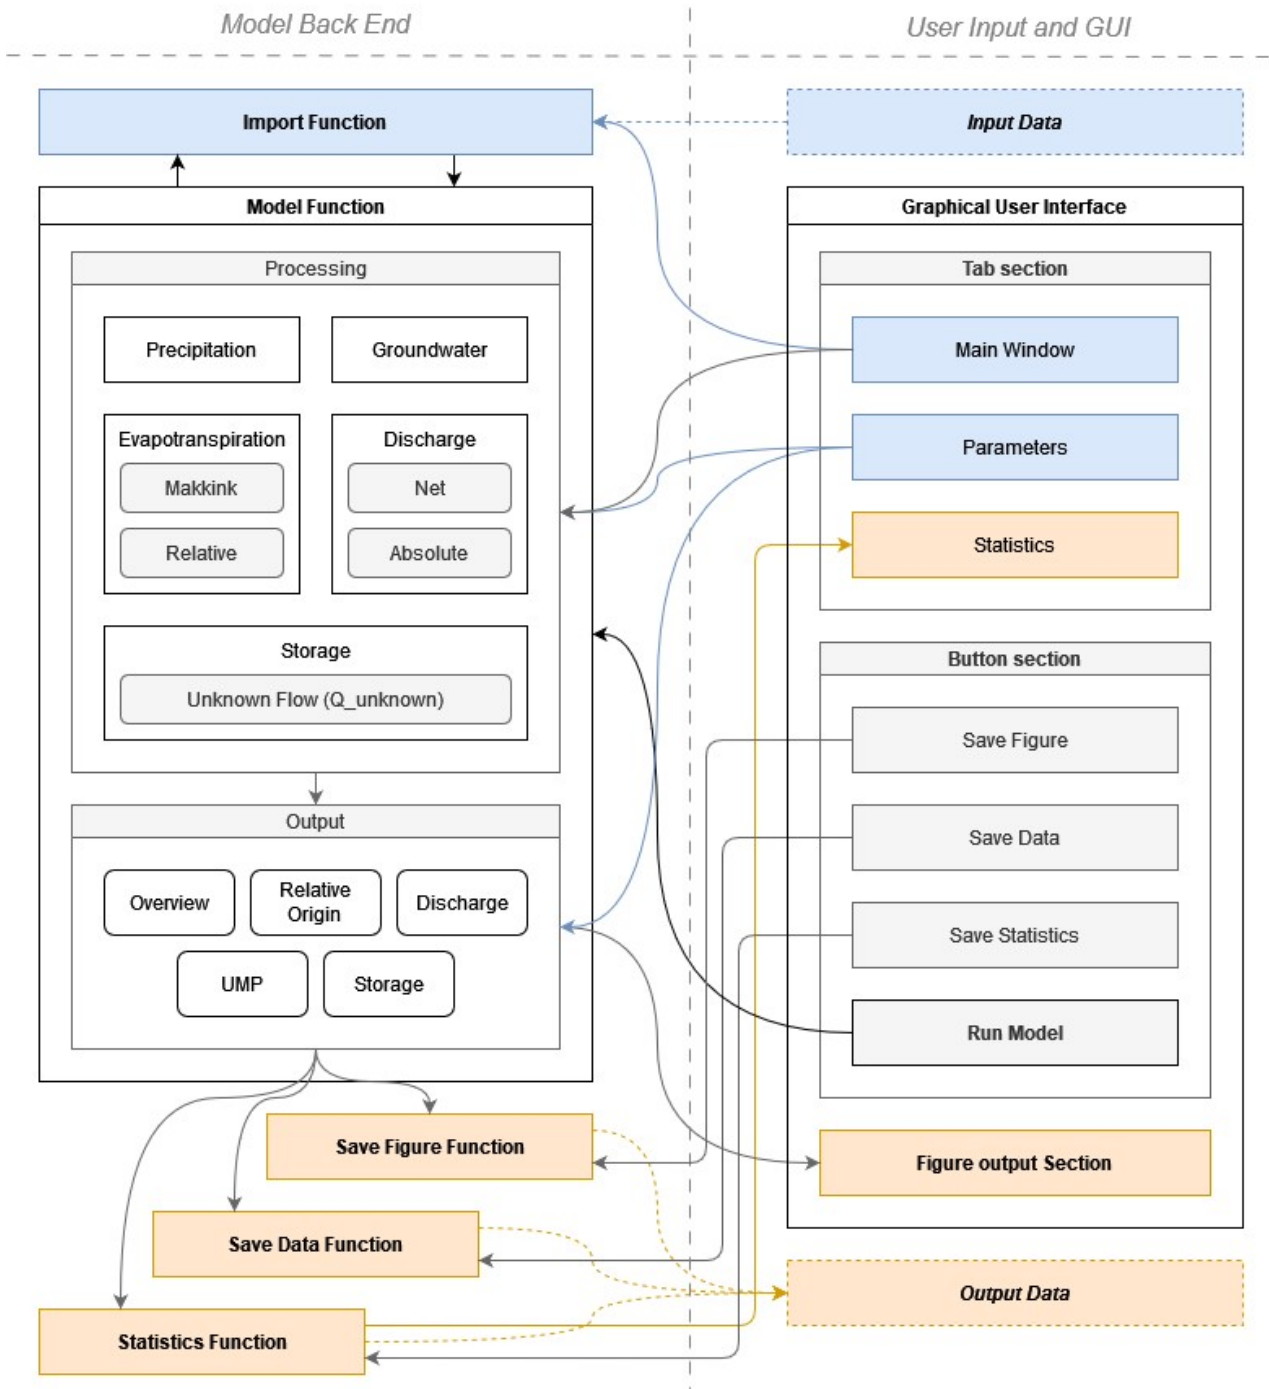 Model Back End
User Input and GUI
Import Function
Input Data
Model Function
Graphical User Interface
Processing
Tab section
Precipitation
Groundwater
Main Window
Evapotranspiration
Discharge
Parameters
Makkink
Net
Relative
Absolute
Statistics
Storage
Unknown Flow (Q_unknown)
Button section
Save Figure
Output
Save Data
Overview
Relative
Origin
Discharge
Save Statistics
UMP
Storage
Run Model
Save Figure Function
Figure output Section
Save Data Function
Output Data
Statistics Function